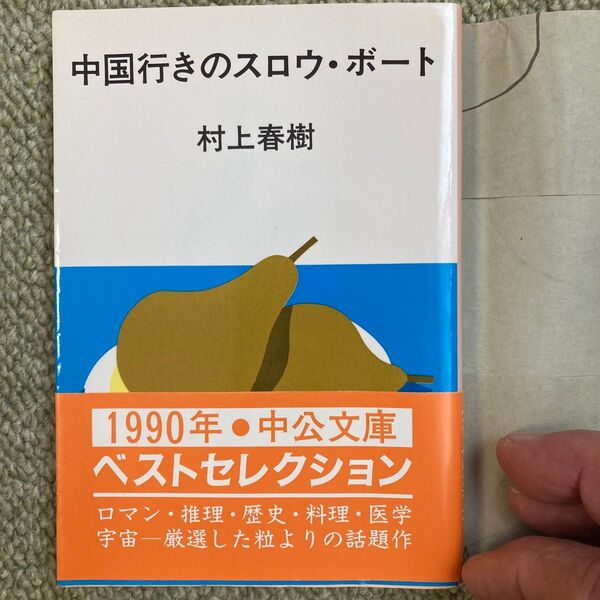 中国行きのスロウ・ボート
村上春樹
1990年●中公文庫
ベストセレクション
ロマン・推理・歴史・料理・医学
宇宙―厳選した粒よりの話題作